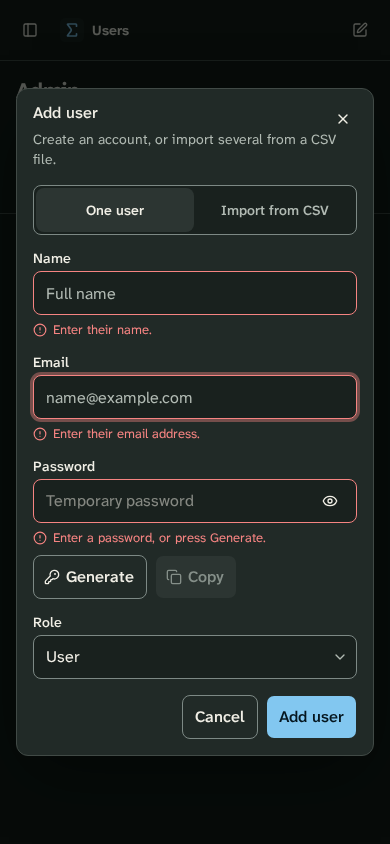 Σ Users
Admin
Add user
Create an account, or import several from a CSV
file.
One user
Import from CSV
Name
Full name
Enter their name.
Email
name@example.com
Enter their email address.
Password
Temporary password
Enter a password, or press Generate.
Generate
Copy
Role
User
Cancel
Add user